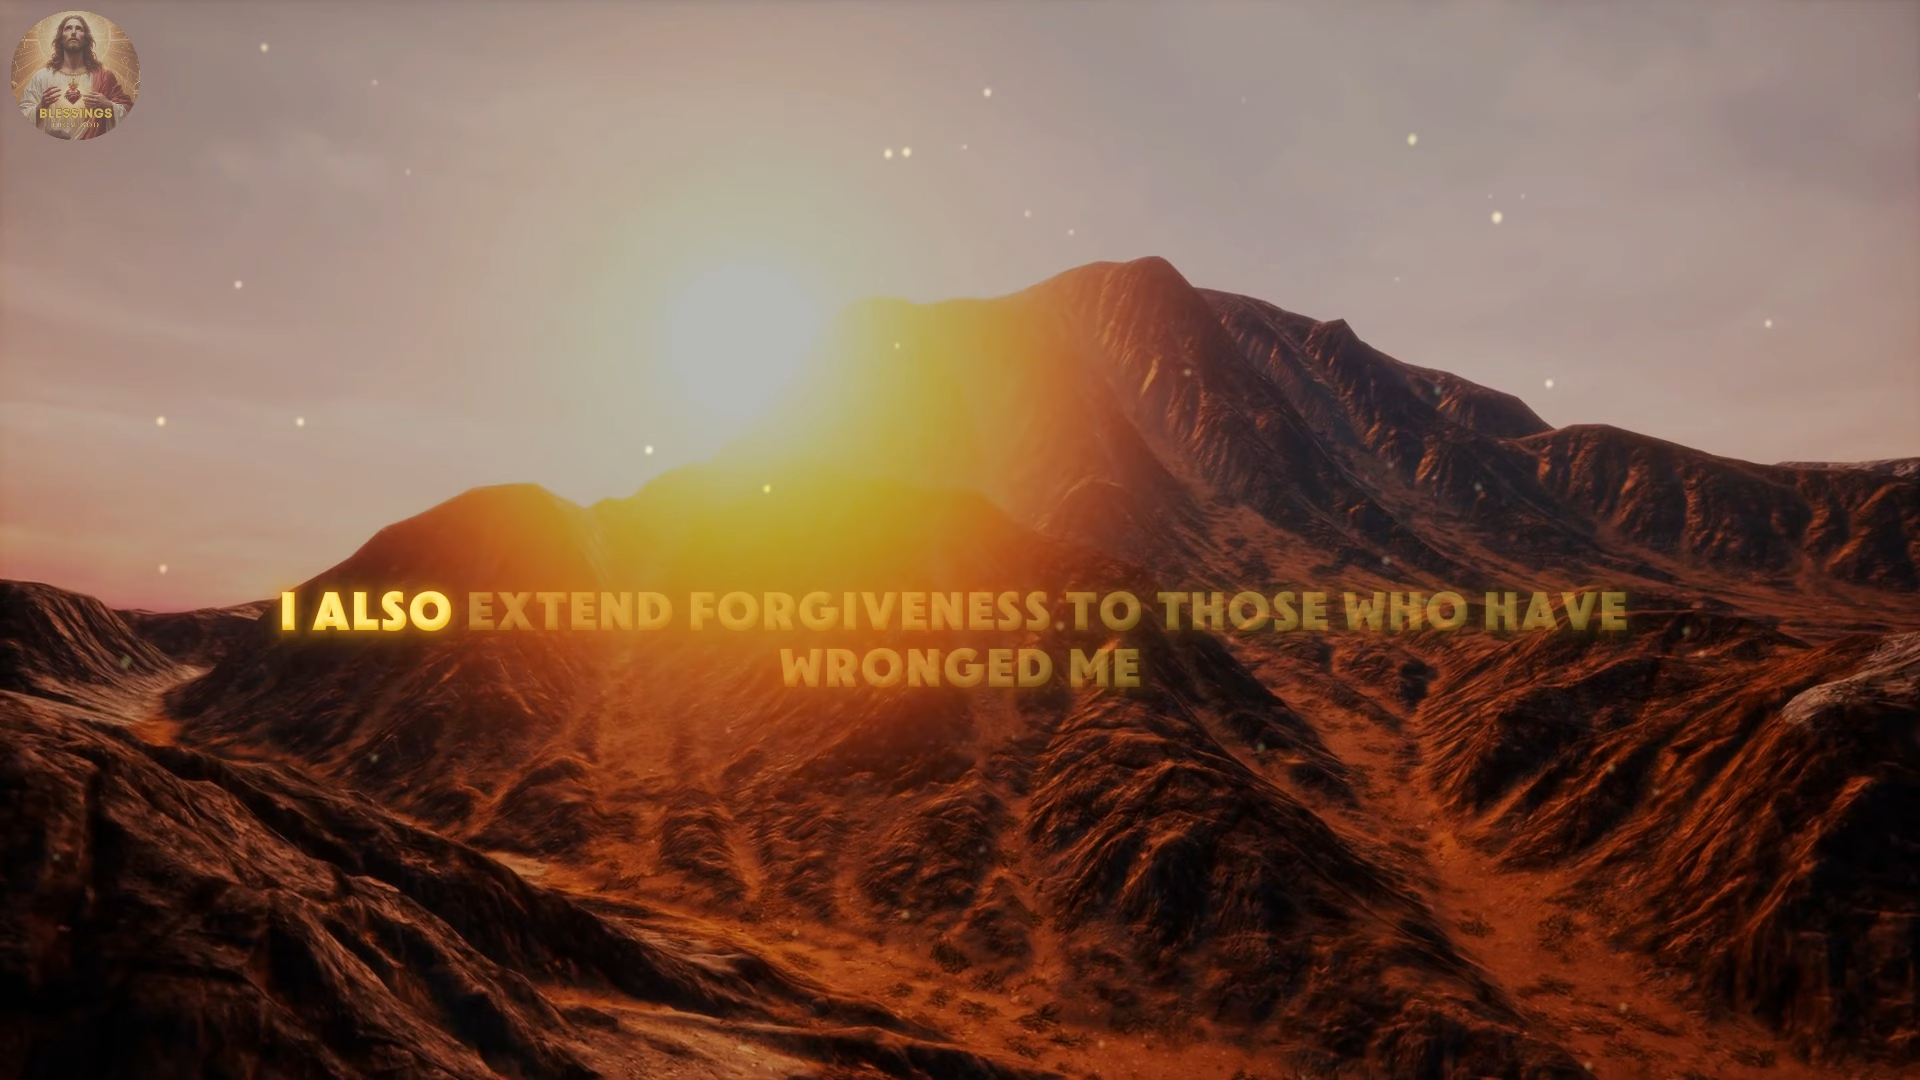 BLESSINGS
I ALSO EXTEND FORGIVENESS TO THOSE WHO HAVE
WRONGED ME